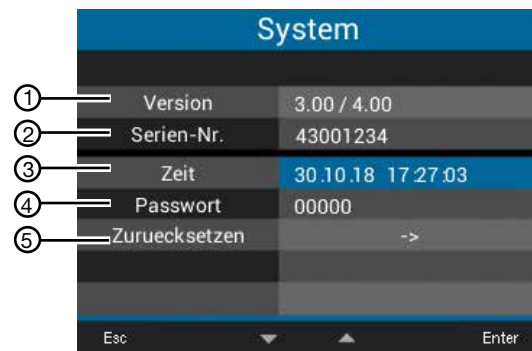 System
① Version 3.00 / 4.00
② Serien-Nr. 43001234
③ Zeit 30.10.18 17:27:03
④ Passwort 00000
⑤ Zuruecksetzen ->
Esc Enter